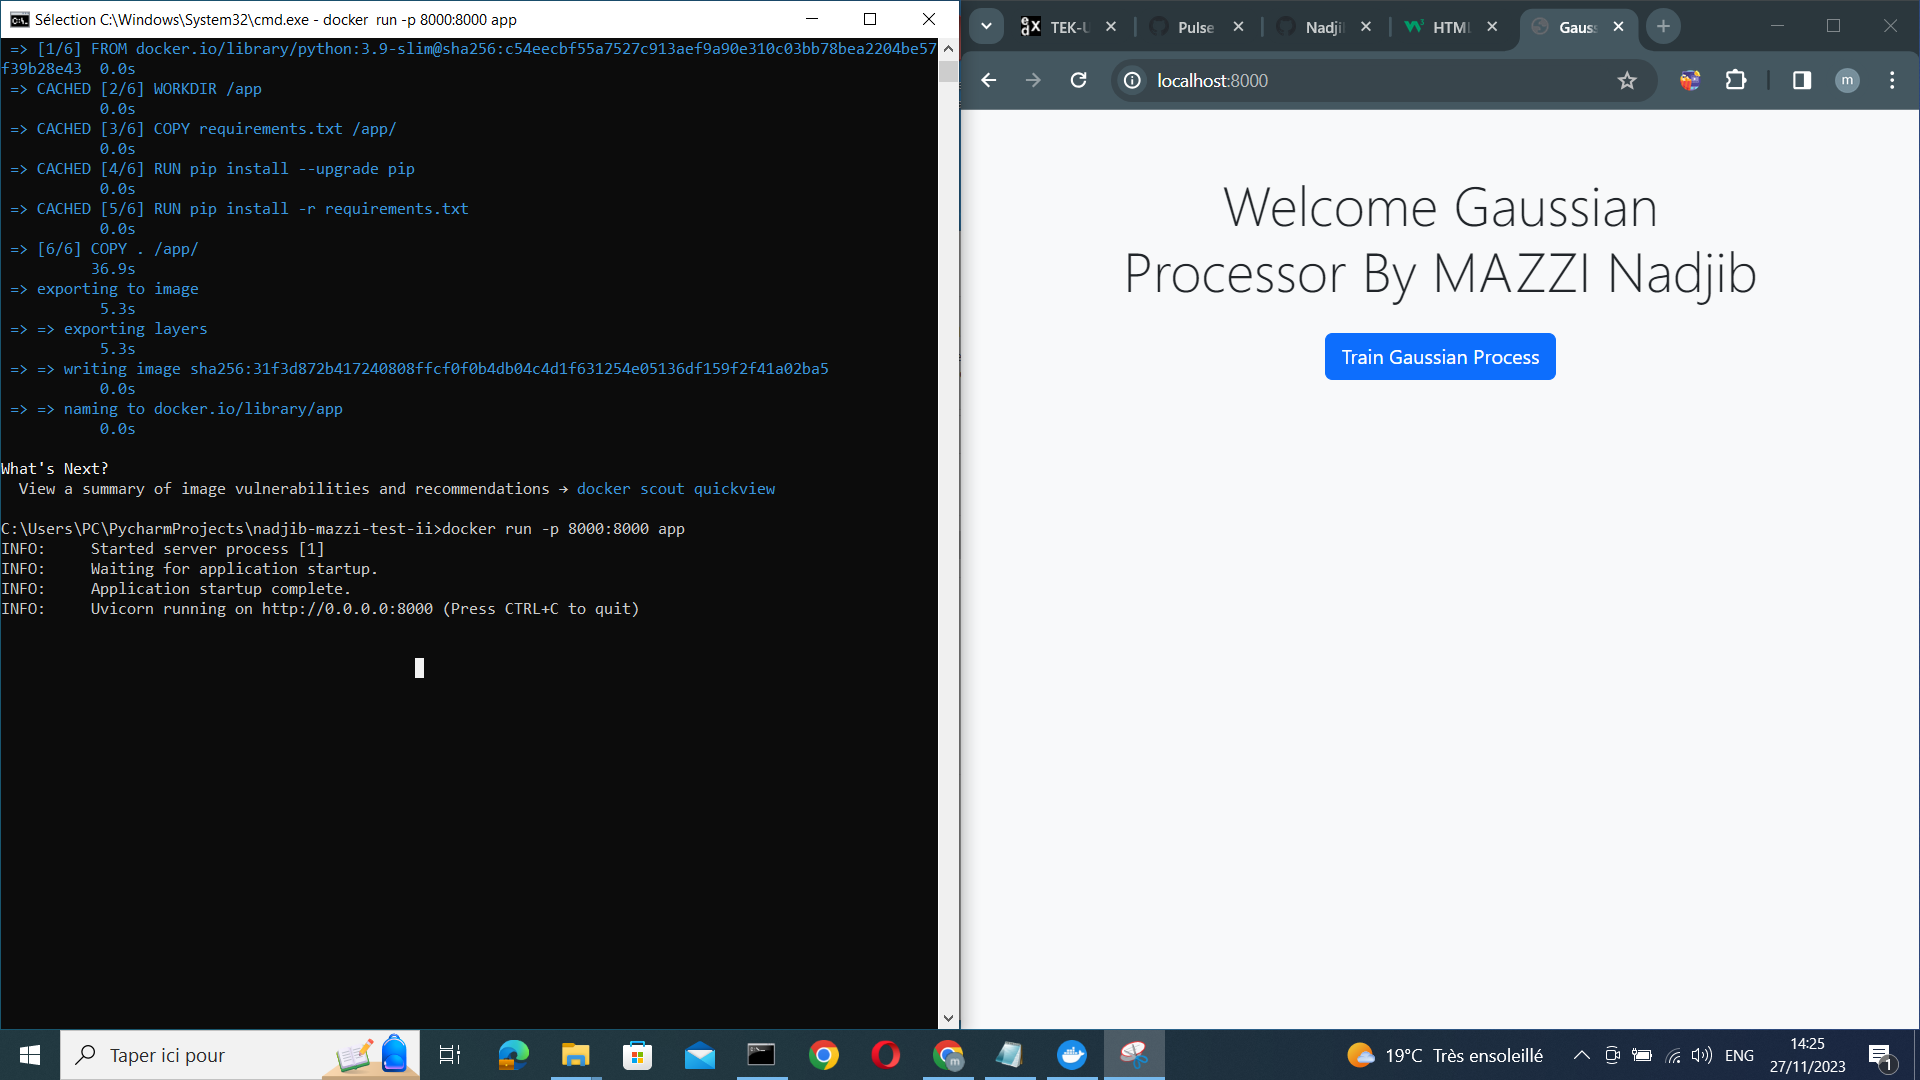 Sélection C:\Windows\System32\cmd.exe - docker  run -p 8000:8000 app
=> [1/6] FROM docker.io/library/python:3.9-slim@sha256:c54eecbf55a7527c913aef9a90e310c03bb78bea2204be57
f39b28e43  0.0s
=> CACHED [2/6] WORKDIR /app
0.0s
=> CACHED [3/6] COPY requirements.txt /app/
0.0s
=> CACHED [4/6] RUN pip install --upgrade pip
0.0s
=> CACHED [5/6] RUN pip install -r requirements.txt
0.0s
=> [6/6] COPY . /app/
36.9s
=> exporting to image
5.3s
=> => exporting layers
5.3s
=> => writing image sha256:31f3d872b417240808ffcf0f0b4db04c4d1f631254e05136df159f2f41a02ba5
0.0s
=> => naming to docker.io/library/app
0.0s
What's Next?
View a summary of image vulnerabilities and recommendations → docker scout quickview
C:\Users\PC\PycharmProjects\nadjib-mazzi-test-ii>docker run -p 8000:8000 app
INFO:     Started server process [1]
INFO:     Waiting for application startup.
INFO:     Application startup complete.
INFO:     Uvicorn running on http://0.0.0.0:8000 (Press CTRL+C to quit)
edX TEK-U
Pulse
Nadji
HTML
Gauss
localhost:8000
m
Welcome Gaussian
Processor By MAZZI Nadjib
Train Gaussian Process
Taper ici pour
19°C Très ensoleillé
ENG
14:25
27/11/2023
1